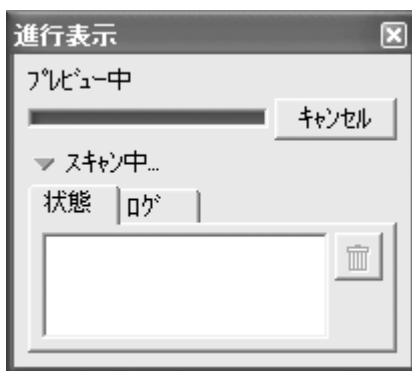 進行表示
ﾌﾟﾚﾋﾞｭｰ中
ｷｬﾝｾﾙ
ｽｷｬﾝ中...
状態
ﾛｸﾞ